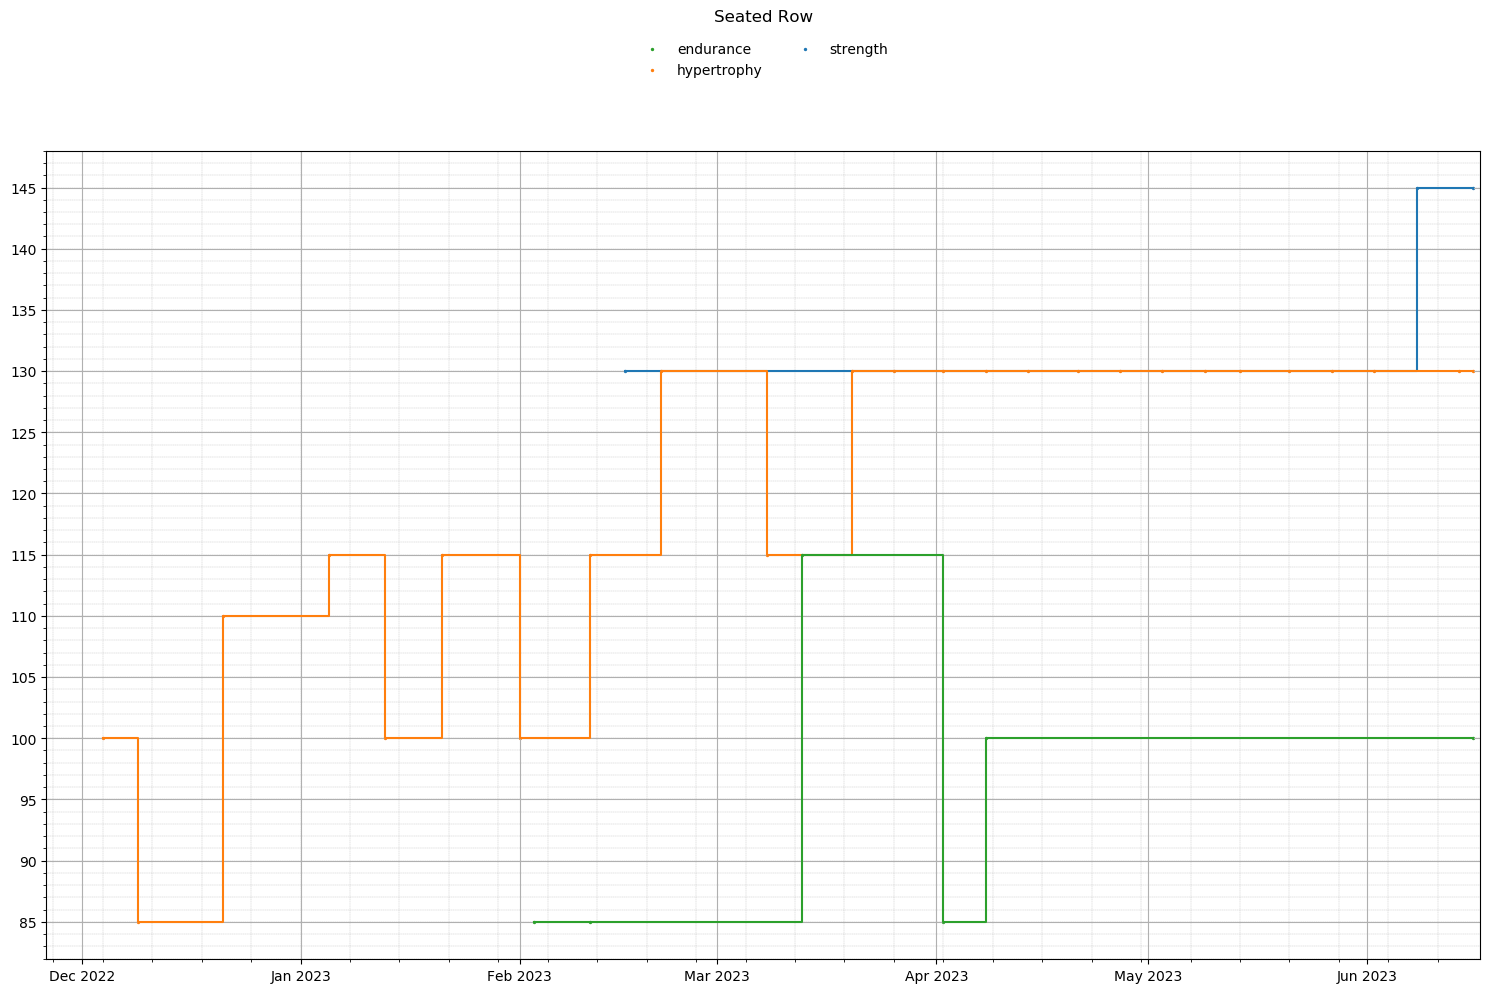 Seated Row
endurance
strength
hypertrophy
145
140
135
130
125
120
115
110
105
100
95
90
85
Dec 2022
Jan 2023
Feb 2023
Mar 2023
Apr 2023
May 2023
Jun 2023